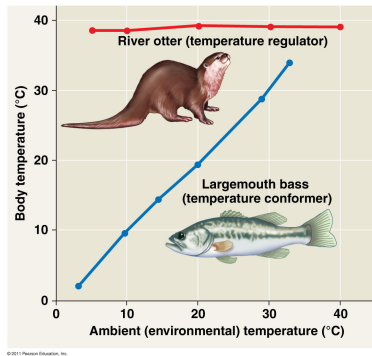 40
River otter (temperature regulator)
30
Body temperature (°C)
20
Largemouth bass
(temperature conformer)
10
0
0 10 20 30 40
Ambient (environmental) temperature (°C)
© 2011 Pearson Education, Inc.